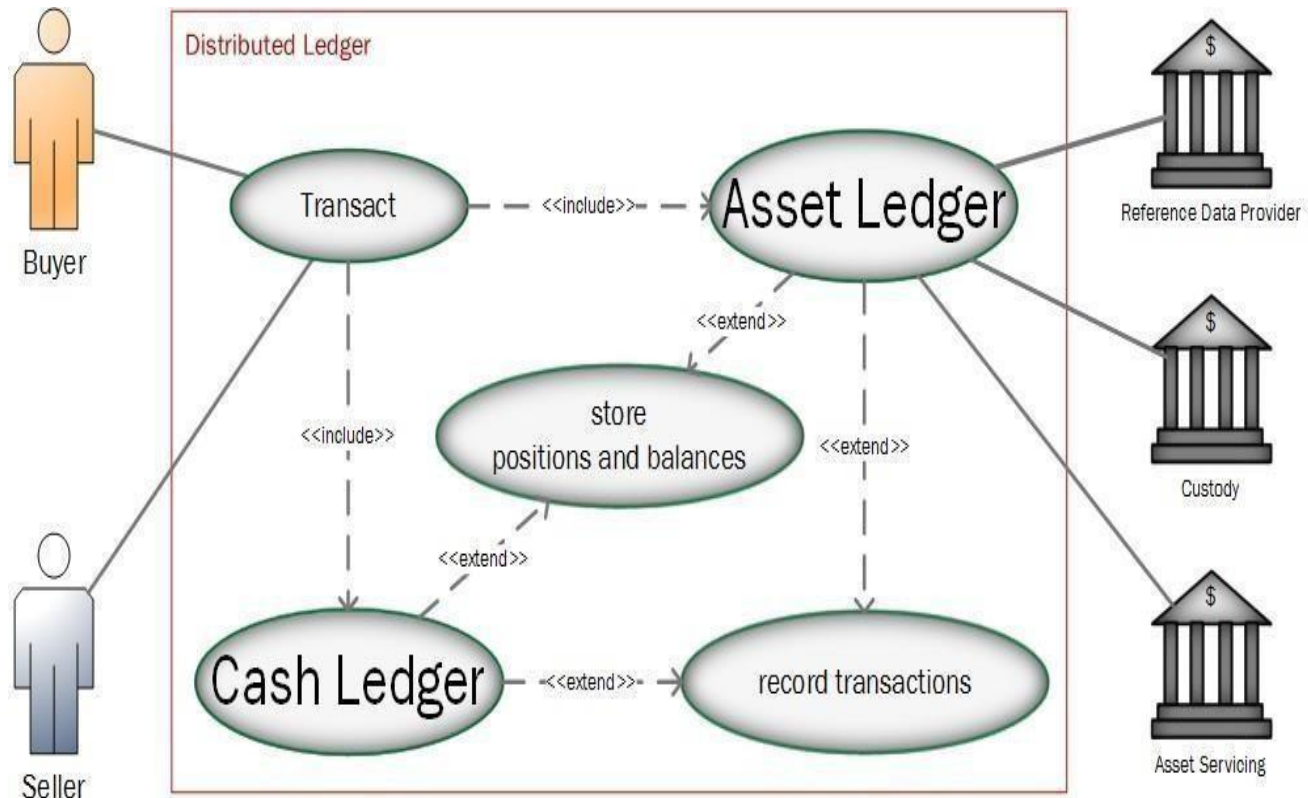 Distributed Ledger
$
Reference Data Provider
Buyer
Transact
<<include>>
Asset Ledger
<<extend>>
store
positions and balances
<<include>>
<<extend>>
<<extend>>
$
Custody
Cash Ledger
<<extend>>
record transactions
$
Asset Servicing
Seller